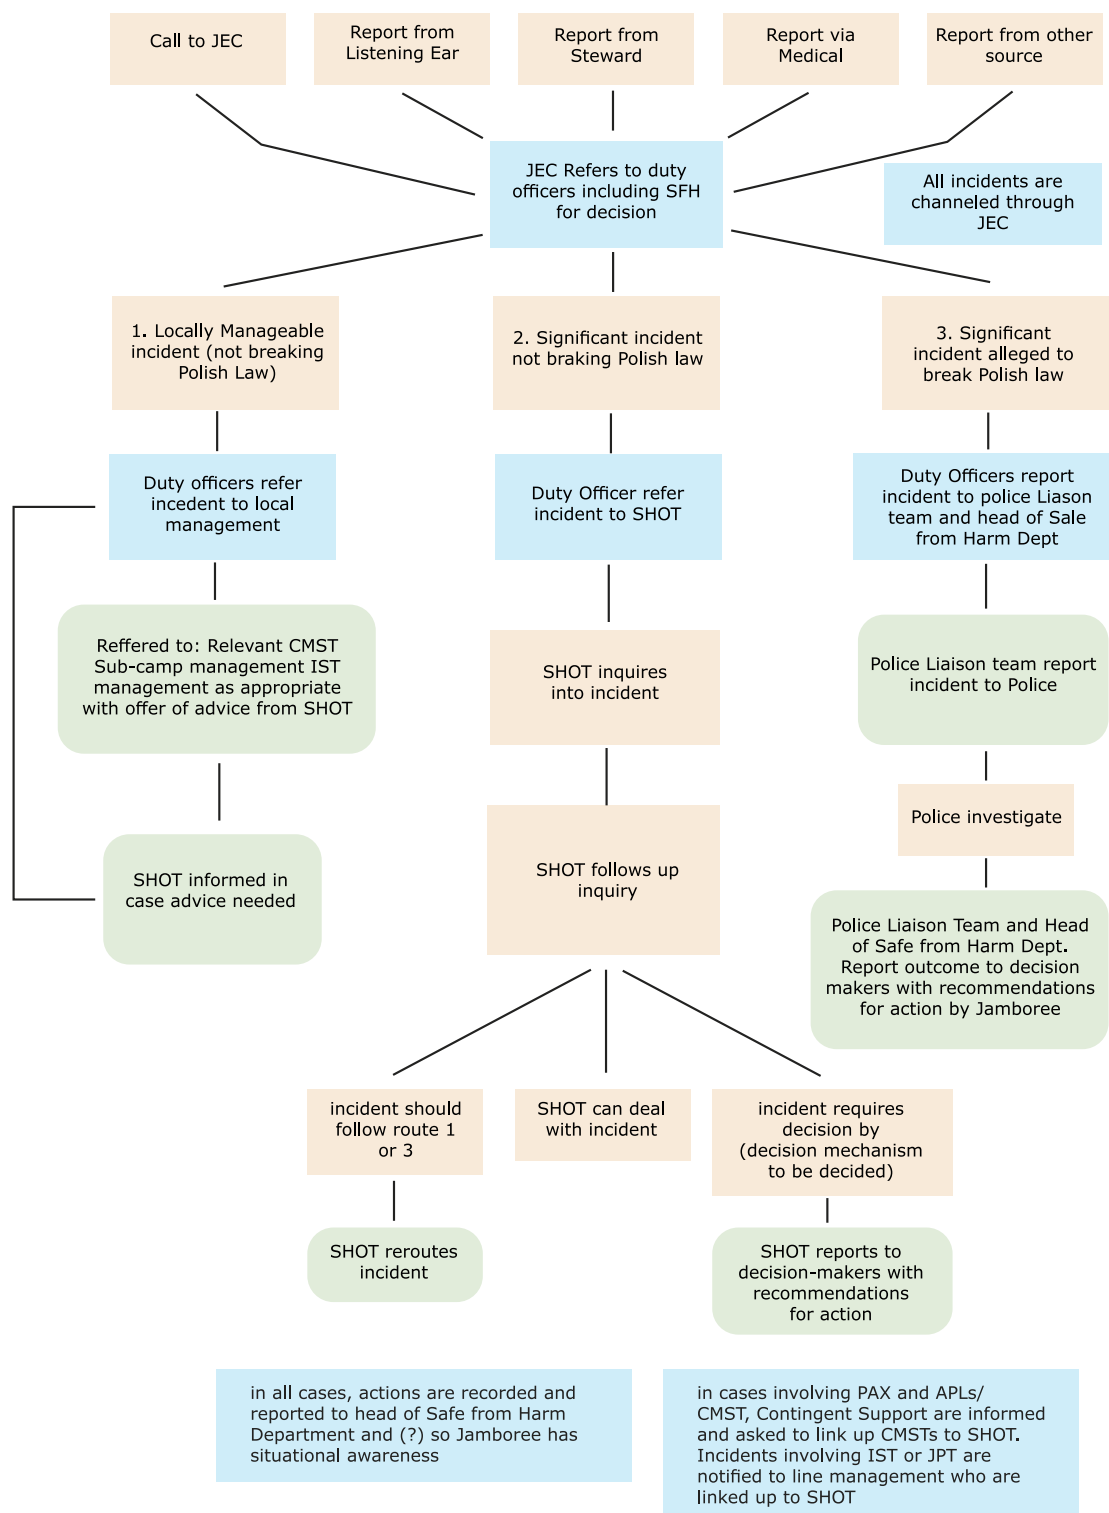 Call to JEC
Report from
Listening Ear
Report from
Steward
Report via
Medical
Report from other
source
JEC Refers to duty
officers including SFH
for decision
All incidents are
channeled through
JEC
1. Locally Manageable
incident (not breaking
Polish Law)
2. Significant incident
not braking Polish law
3. Significant
incident alleged to
break Polish law
Duty officers refer
incedent to local
management
Duty Officer refer
incident to SHOT
Duty Officers report
incident to police Liason
team and head of Sale
from Harm Dept
Reffered to: Relevant CMST
Sub-camp management IST
management as appropriate
with offer of advice from SHOT
SHOT inquires
into incident
Police Liaison team report
incident to Police
Police investigate
SHOT informed in
case advice needed
SHOT follows up
inquiry
Police Liaison Team and Head
of Safe from Harm Dept.
Report outcome to decision
makers with recommendations
for action by Jamboree
incident should
follow route 1
or 3
SHOT can deal
with incident
incident requires
decision by
(decision mechanism
to be decided)
SHOT reroutes
incident
SHOT reports to
decision-makers with
recommendations
for action
in all cases, actions are recorded and
reported to head of Safe from Harm
Department and (?) so Jamboree has
situational awareness
in cases involving PAX and APLs/
CMST, Contingent Support are informed
and asked to link up CMSTs to SHOT.
Incidents involving IST or JPT are
notified to line management who are
linked up to SHOT